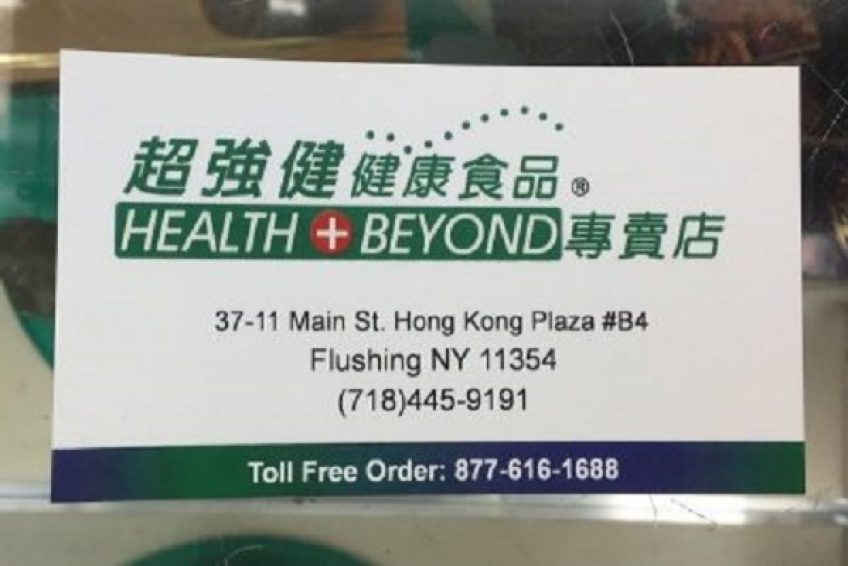 超強健健康食品®
HEALTH + BEYOND專賣店
37-11 Main St. Hong Kong Plaza #B4
Flushing NY 11354
(718)445-9191
Toll Free Order: 877-616-1688